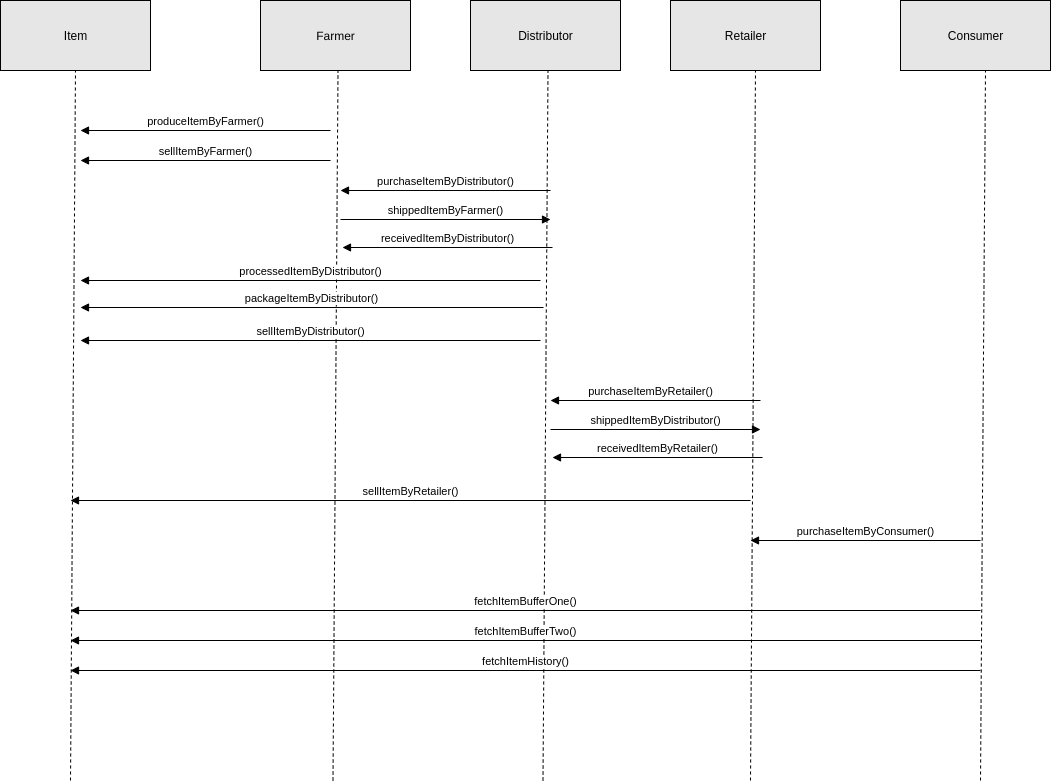 Item
Farmer
Distributor
Retailer
Consumer
produceItemByFarmer()
sellItemByFarmer()
purchaseItemByDistributor()
shippedItemByFarmer()
receivedItemByDistributor()
processedItemByDistributor()
packageItemByDistributor()
sellItemByDistributor()
purchaseItemByRetailer()
shippedItemByDistributor()
receivedItemByRetailer()
sellItemByRetailer()
purchaseItemByConsumer()
fetchItemBufferOne()
fetchItemBufferTwo()
fetchItemHistory()